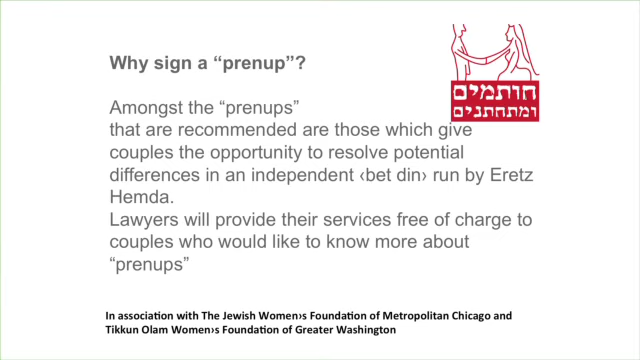 Why sign a “prenup”?
חותמים
ומתחתנים
Amongst the “prenups”
that are recommended are those which give
couples the opportunity to resolve potential
differences in an independent ‹bet din› run by Eretz
Hemda.
Lawyers will provide their services free of charge to
couples who would like to know more about
“prenups”
In association with The Jewish Women›s Foundation of Metropolitan Chicago and
Tikkun Olam Women›s Foundation of Greater Washington